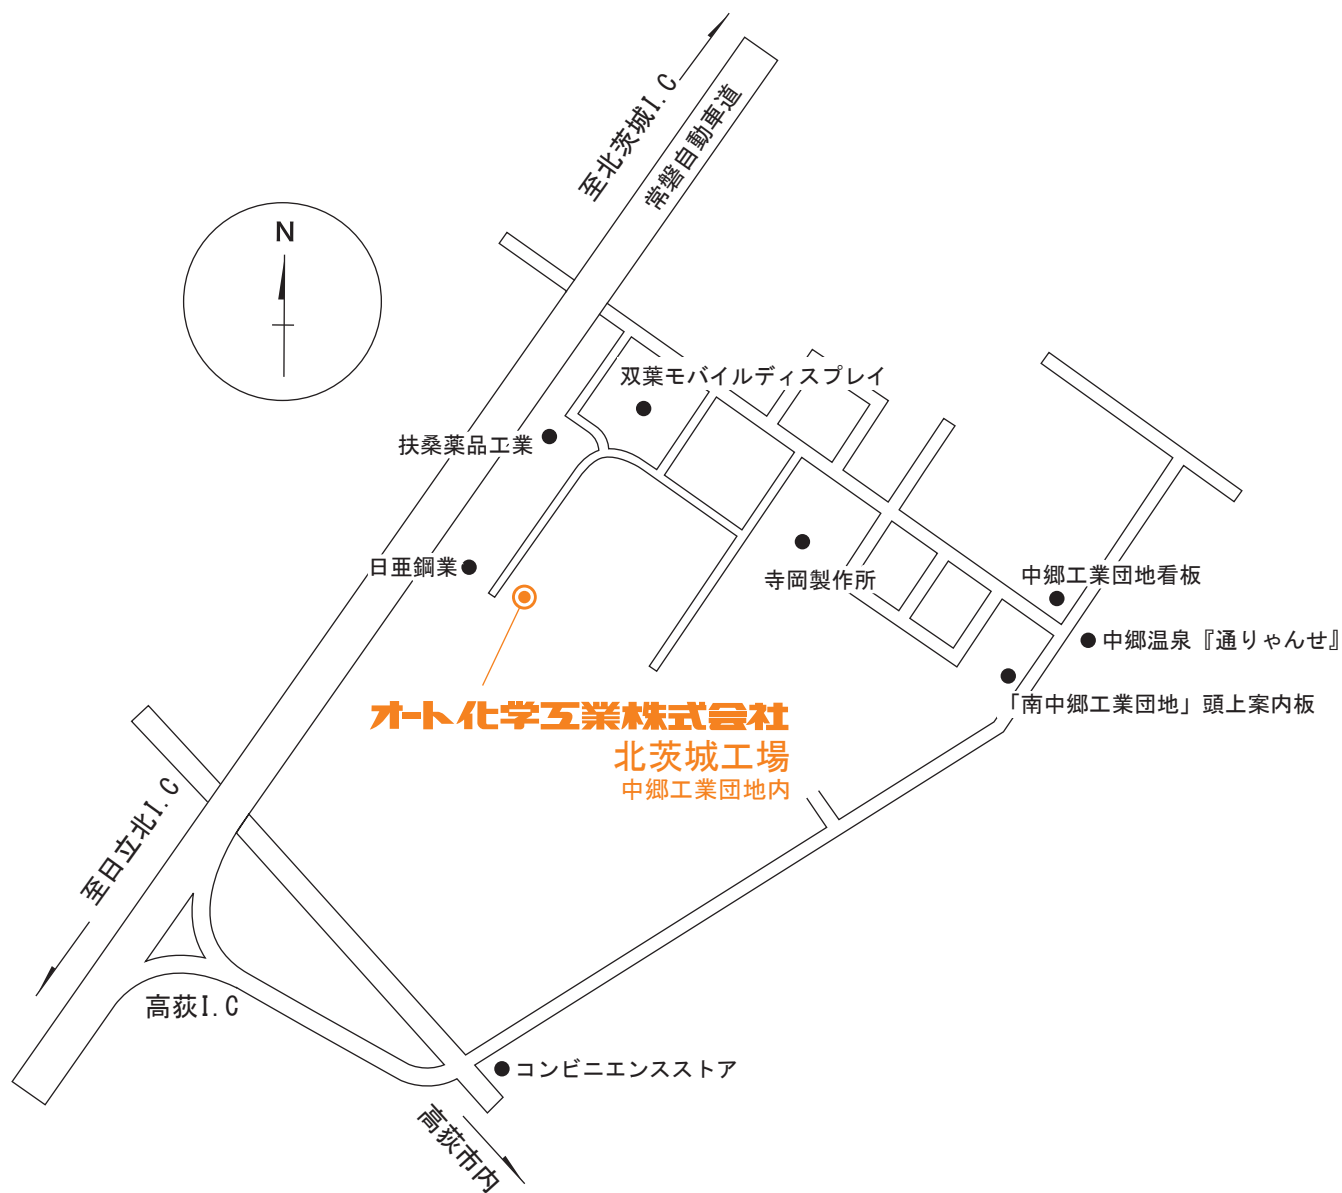 至北茨城I.C
常磐自動車道
N
双葉モバイルディスプレイ
扶桑薬品工業
日亜鋼業
寺岡製作所
中郷工業団地看板
中郷温泉『通りゃんせ』
「南中郷工業団地」頭上案内板
オート化学工業株式会社
北茨城工場
中郷工業団地内
至日立北I.C
高萩I.C
コンビニエンスストア
高萩市内